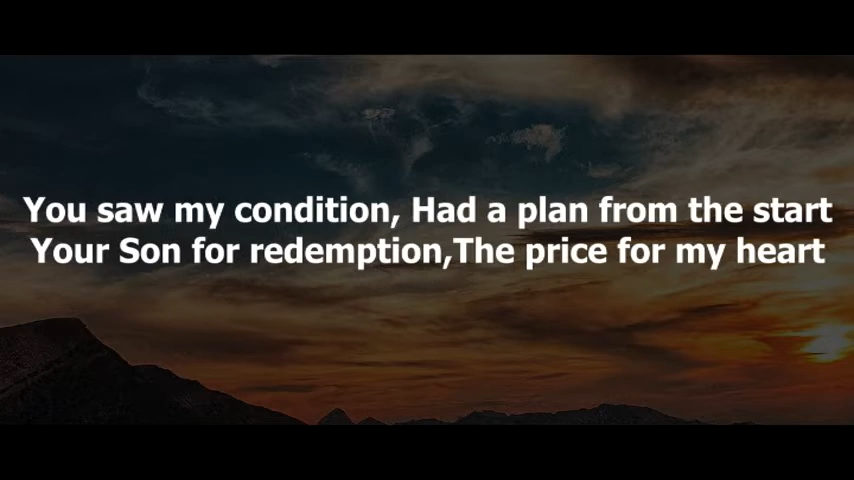 You saw my condition, Had a plan from the start
Your Son for redemption,The price for my heart